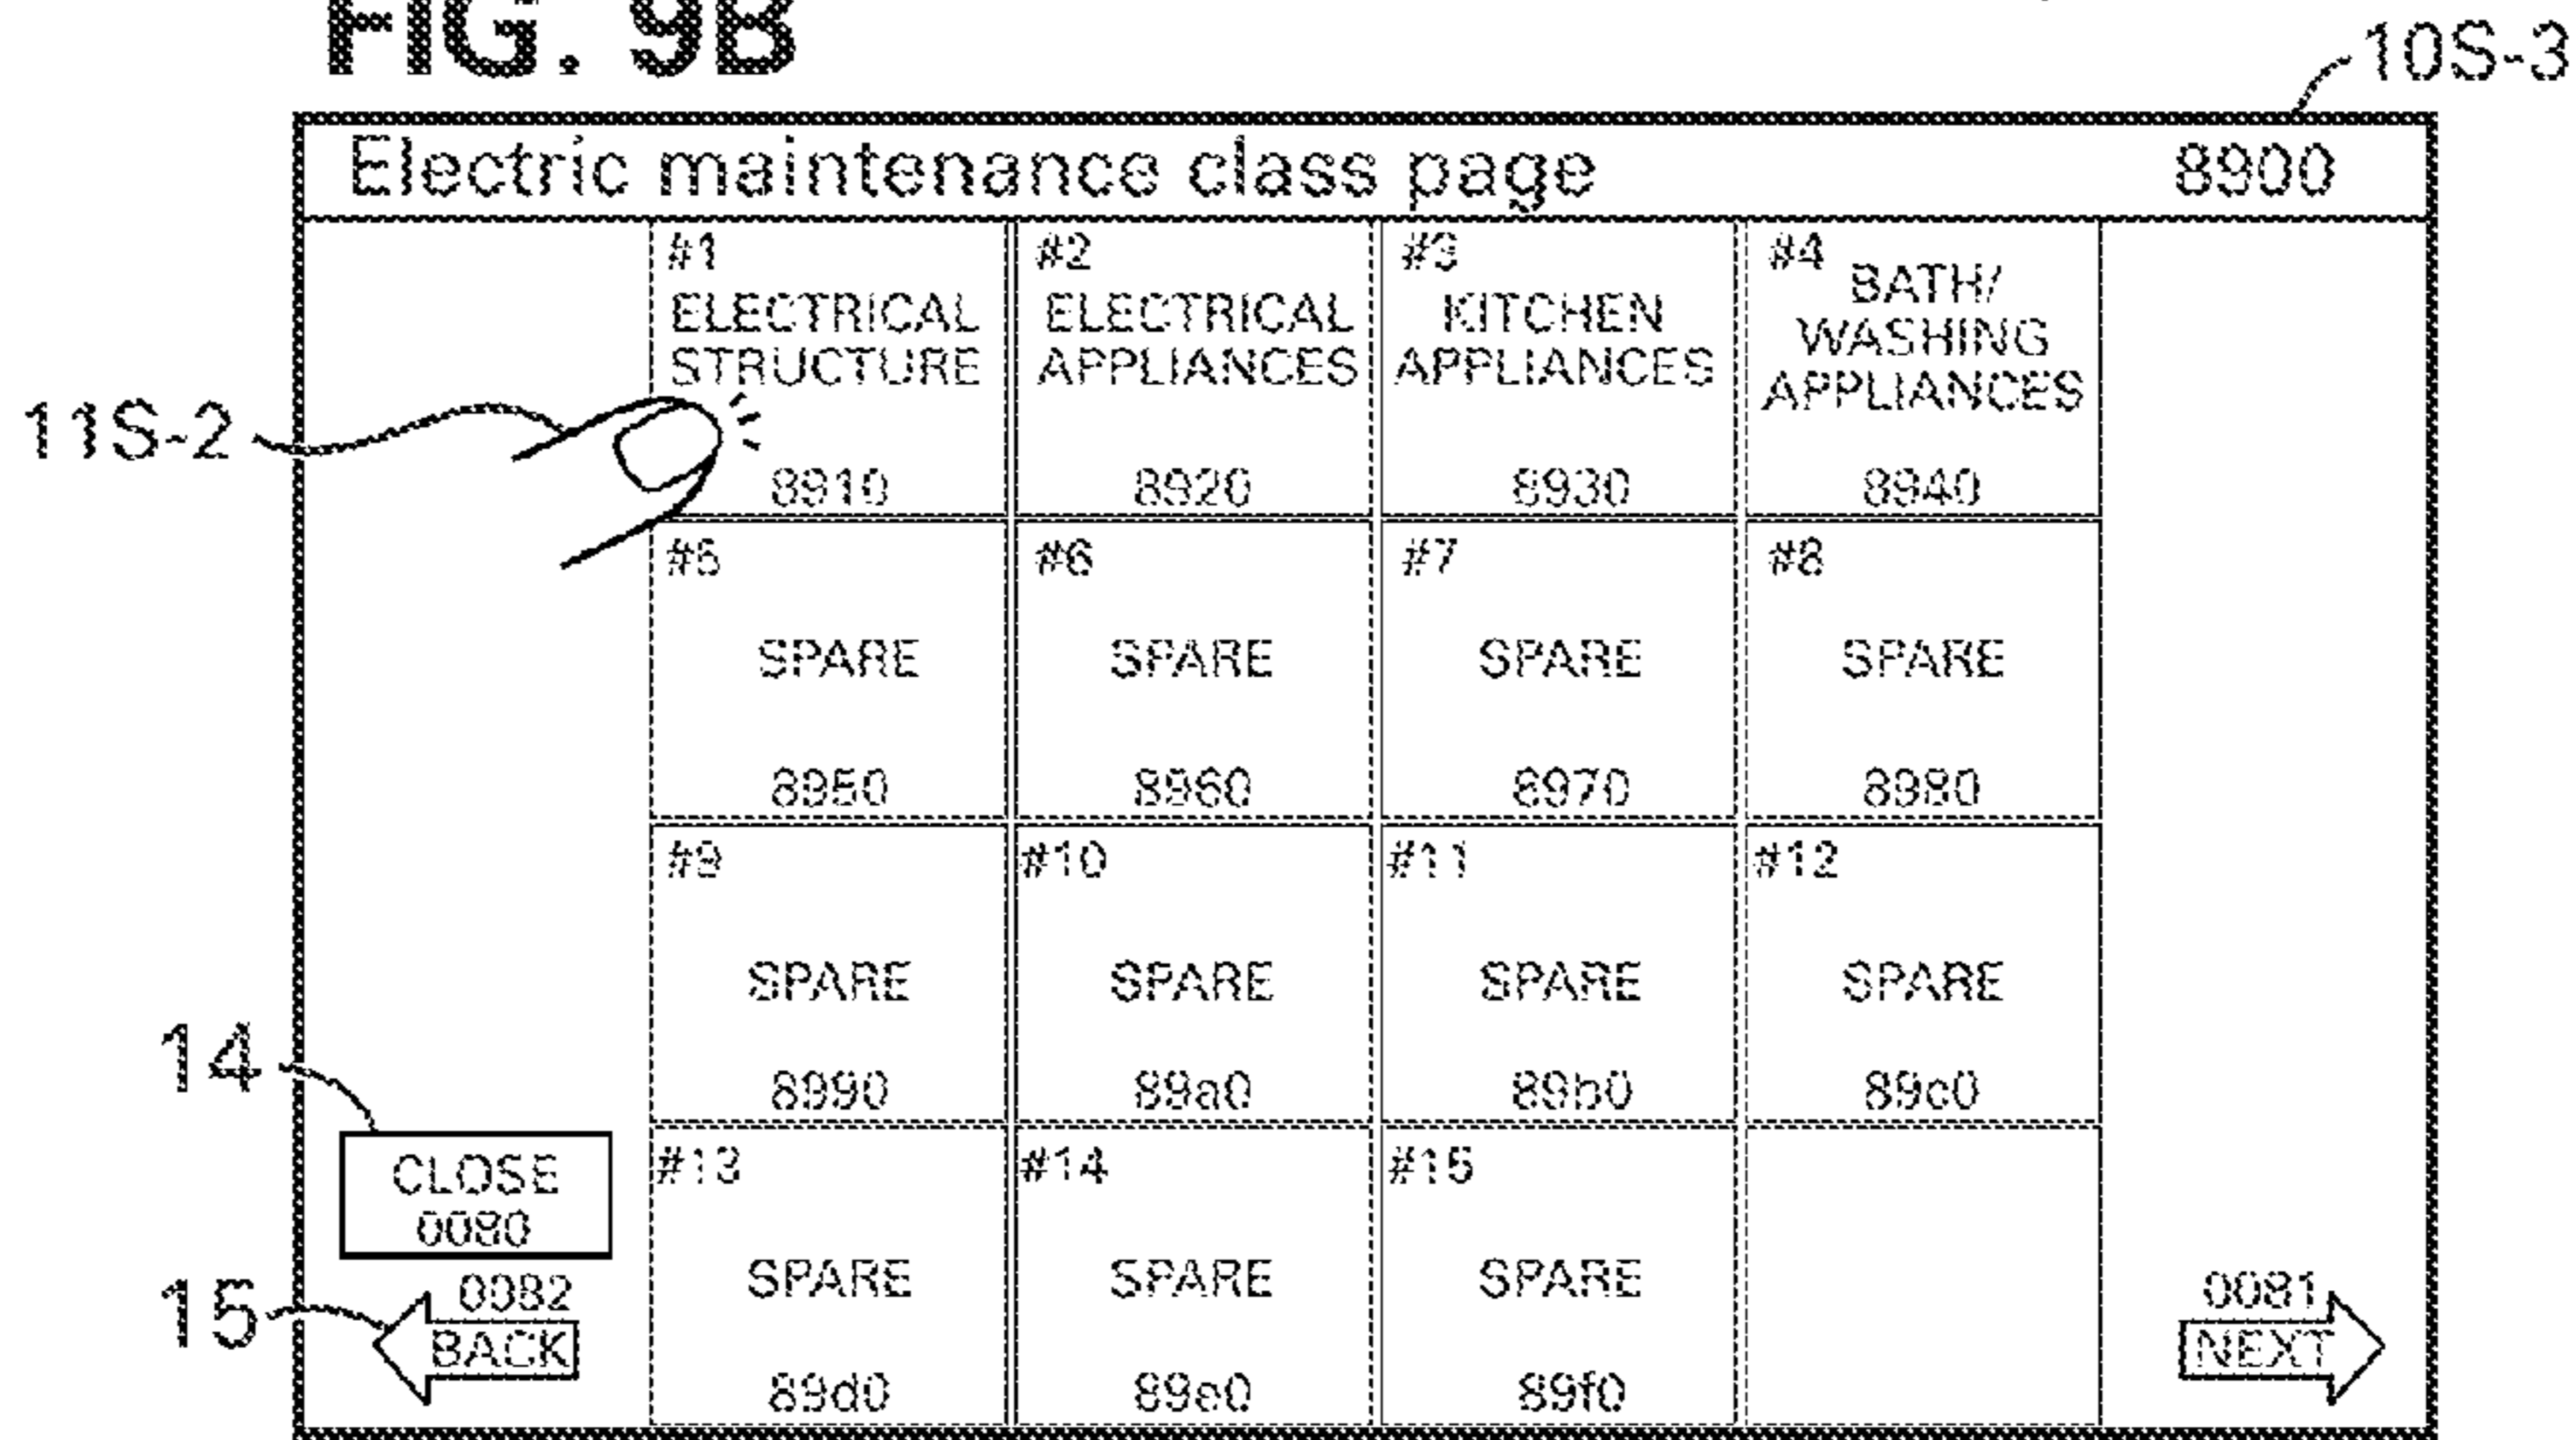 FIG. 9B
10S-3
Electric maintenance class page 8900
#1 #2 #3 #4
ELECTRICAL STRUCTURE
ELECTRICAL APPLIANCES
KITCHEN APPLIANCES
BATH/ WASHING APPLIANCES
11S-2
8910 8920 8930 8940
#5 #6 #7 #8
SPARE SPARE SPARE SPARE
8950 8960 8970 8980
#9 #10 #11 #12
SPARE SPARE SPARE SPARE
14
8990 89a0 89b0 89c0
CLOSE
0080
#13 #14 #15
SPARE SPARE SPARE
15
0082
BACK
0081
NEXT
89d0 89e0 89f0